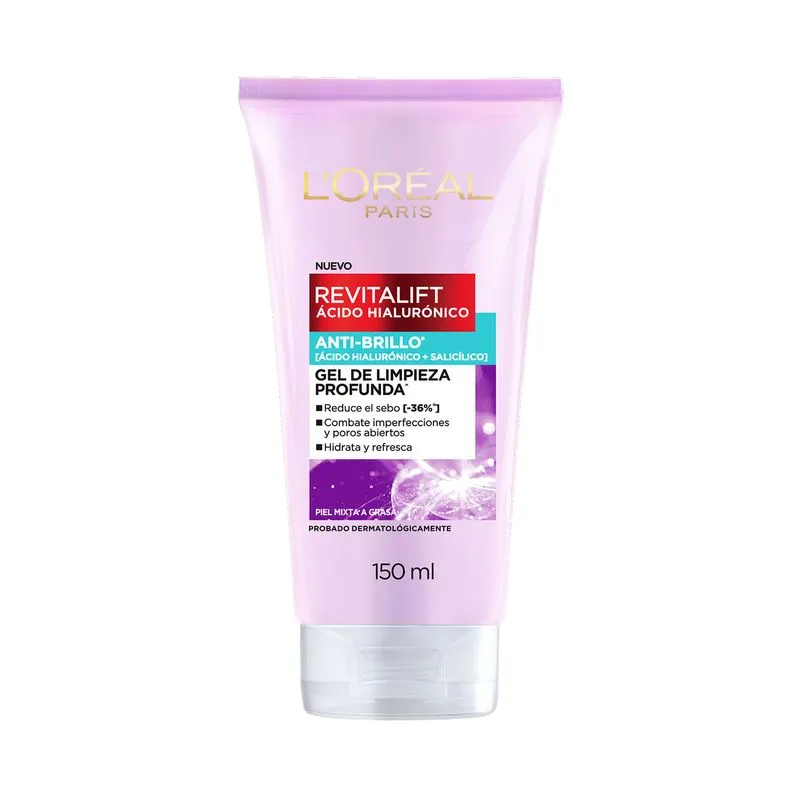 L'ORÉAL
PARIS
NUEVO
REVITALIFT
ÁCIDO HIALURÓNICO
ANTI-BRILLO*
[ÁCIDO HIALURÓNICO + SALICÍLICO]
GEL DE LIMPIEZA
PROFUNDA^
■ Reduce el sebo [-36%*]
■ Combate imperfecciones
y poros abiertos
■ Hidrata y refresca
PIEL MIXTA A GRASA
PROBADO DERMATOLÓGICAMENTE
150 ml